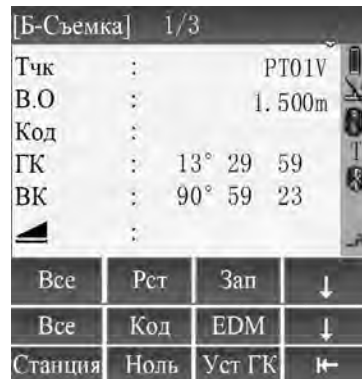 [Б-Съемка] 1/3
Тчк : PT01V
В.О : 1.500m
Код :
ГК : 13° 29 59
ВК : 90° 59 23
:
Все Рст Зап ↓
Все Код EDM ↓
Станция Ноль Уст ГК